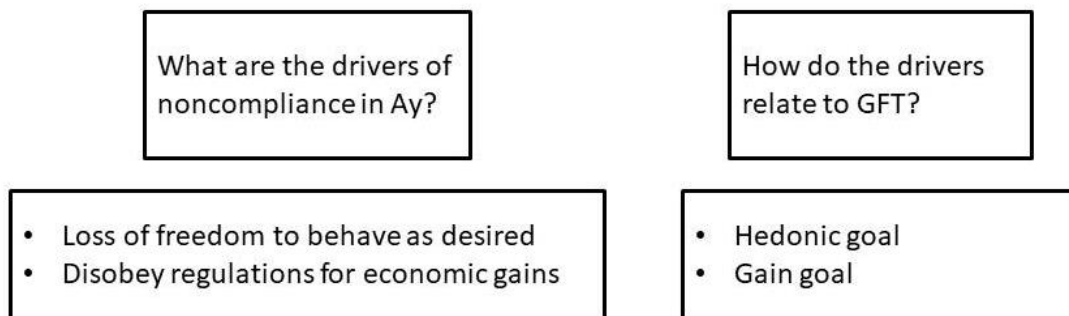 What are the drivers of
noncompliance in Ay?
How do the drivers
relate to GFT?
• Loss of freedom to behave as desired
• Disobey regulations for economic gains
• Hedonic goal
• Gain goal